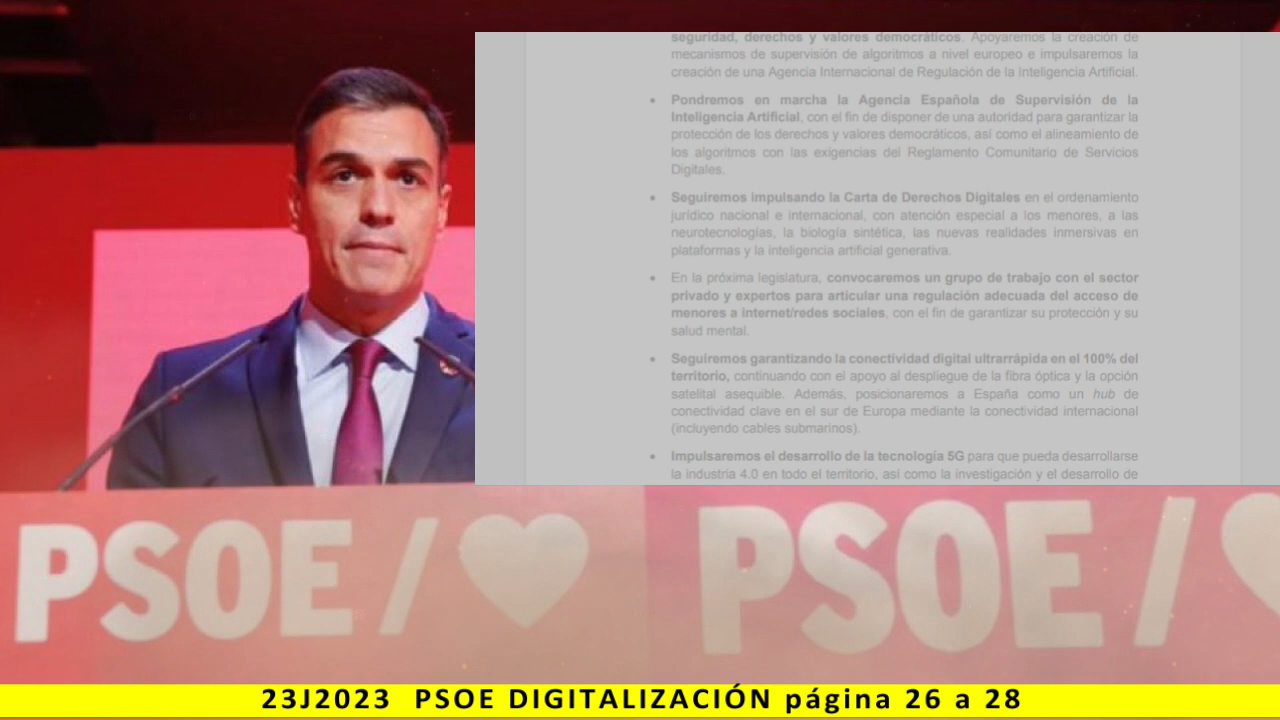 seguridad, derechos y valores democráticos. Apoyaremos la creación de
mecanismos de supervisión de algoritmos a nivel europeo e impulsaremos la
creación de una Agencia Internacional de Regulación de la Inteligencia Artificial.
• Pondremos en marcha la Agencia Española de Supervisión de la
Inteligencia Artificial, con el fin de disponer de una autoridad para garantizar la
protección de los derechos y valores democráticos, así como el alineamiento de
los algoritmos con las exigencias del Reglamento Comunitario de Servicios
Digitales.
• Seguiremos impulsando la Carta de Derechos Digitales en el ordenamiento
jurídico nacional e internacional, con atención especial a los menores, a las
neurotecnologías, la biología sintética, las nuevas realidades inmersivas en
plataformas y la inteligencia artificial generativa.
• En la próxima legislatura, convocaremos un grupo de trabajo con el sector
privado y expertos para articular una regulación adecuada del acceso de
menores a internet/redes sociales, con el fin de garantizar su protección y su
salud mental.
• Seguiremos garantizando la conectividad digital ultrarrápida en el 100% del
territorio, continuando con el apoyo al despliegue de la fibra óptica y la opción
satelital asequible. Además, posicionaremos a España como un hub de
conectividad clave en el sur de Europa mediante la conectividad internacional
(incluyendo cables submarinos).
• Impulsaremos el desarrollo de la tecnología 5G para que pueda desarrollarse
la industria 4.0 en todo el territorio, así como la investigación y el desarrollo de
PSOE/ PSOE/
23J2023 PSOE DIGITALIZACIÓN página 26 a 28